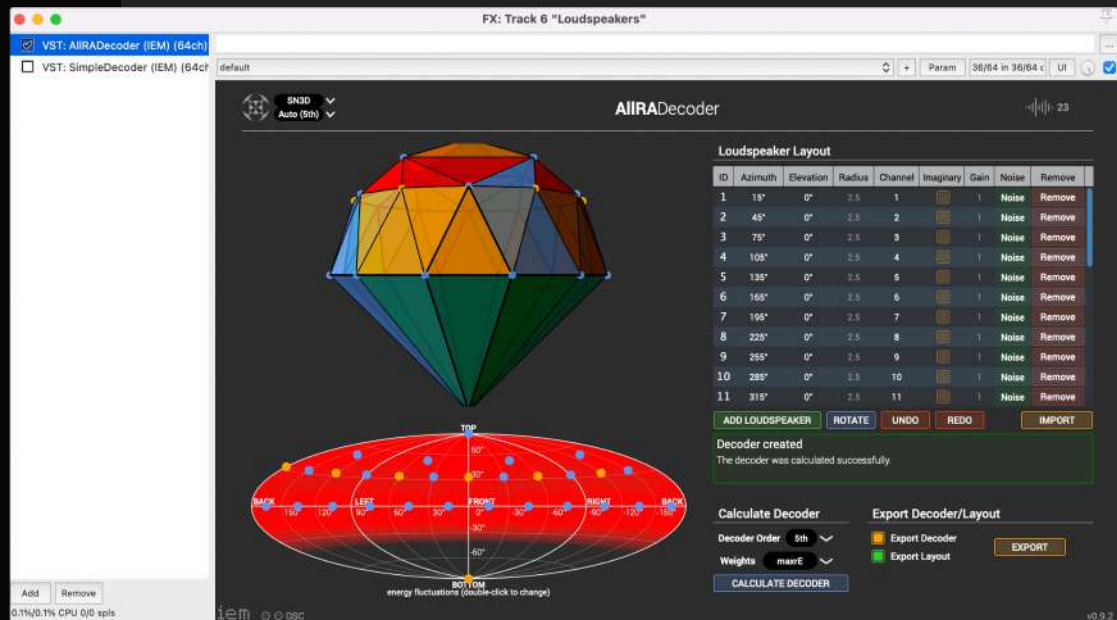 FX: Track 6 "Loudspeakers"
VST: AllRADecoder (IEM) (64ch)
VST: SimpleDecoder (IEM) (64ch
...
default
+ Param 36/64 in 36/64 c UI
SN3D
Auto (5th)
AllRADecoder
23
Loudspeaker Layout
ID Azimuth Elevation Radius Channel Imaginary Gain Noise Remove
1 15° 0° 2.5 1 1 Noise Remove
2 45° 0° 2.5 2 1 Noise Remove
3 75° 0° 2.5 3 1 Noise Remove
4 105° 0° 2.5 4 1 Noise Remove
5 135° 0° 2.5 5 1 Noise Remove
6 165° 0° 2.5 6 1 Noise Remove
7 195° 0° 2.5 7 1 Noise Remove
8 225° 0° 2.5 8 1 Noise Remove
9 255° 0° 2.5 9 1 Noise Remove
10 285° 0° 2.5 10 1 Noise Remove
11 315° 0° 2.5 11 1 Noise Remove
ADD LOUDSPEAKER ROTATE UNDO REDO IMPORT
Decoder created
The decoder was calculated successfully.
TOP
60°
30°
BACK LEFT FRONT RIGHT BACK
150° 120° 90° 60° 30° 0° -30° -60° -90° -120° -150°
-30°
-60°
BOTTOM
energy fluctuations (double-click to change)
Calculate Decoder
Decoder Order 5th
Weights maxrE
CALCULATE DECODER
Export Decoder/Layout
Export Decoder
Export Layout
EXPORT
Add Remove
0.1%/0.1% CPU 0/0 spls
iem OSC
v0.9.2